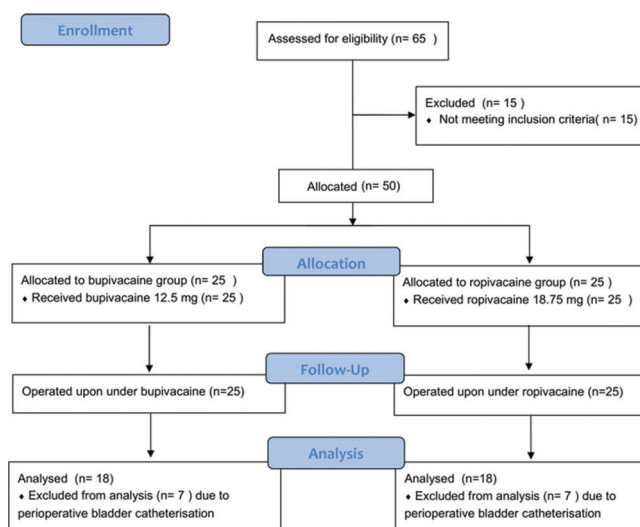 Enrollment
Assessed for eligibility (n= 65 )
Excluded (n= 15 )
♦ Not meeting inclusion criteria( n= 15)
Allocated (n= 50)
Allocation
Allocated to bupivacaine group (n= 25 )
♦ Received bupivacaine 12.5 mg (n= 25 )
Allocated to ropivacaine group (n= 25 )
♦ Received ropivacaine 18.75 mg (n= 25 )
Follow-Up
Operated upon under bupivacaine (n=25)
Operated upon under ropivacaine (n=25)
Analysis
Analysed (n= 18)
♦ Excluded from analysis (n= 7 ) due to
perioperative bladder catheterisation
Analysed (n=18)
♦ Excluded from analysis (n= 7 ) due to
perioperative bladder catheterisation